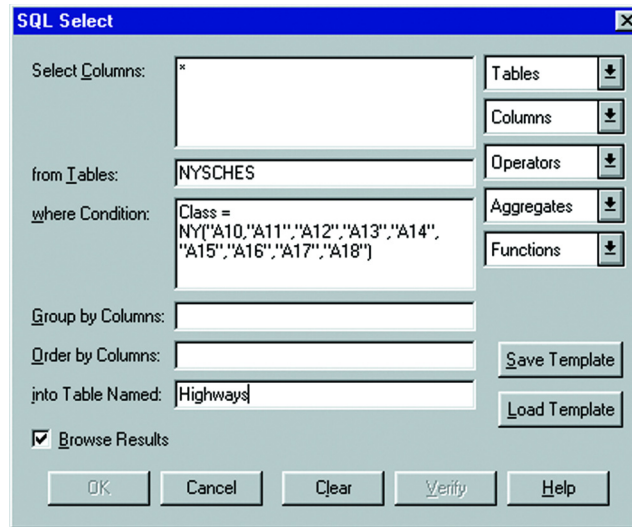 SQL Select
Select Columns:
*
Tables
Columns
from Tables:
NYSCHES
Operators
where Condition:
Class =
NY("A10,"A11","A12","A13","A14",
"A15","A16","A17","A18")
Aggregates
Functions
Group by Columns:
Order by Columns:
Save Template
into Table Named:
Highways
Load Template
Browse Results
OK
Cancel
Clear
Verify
Help